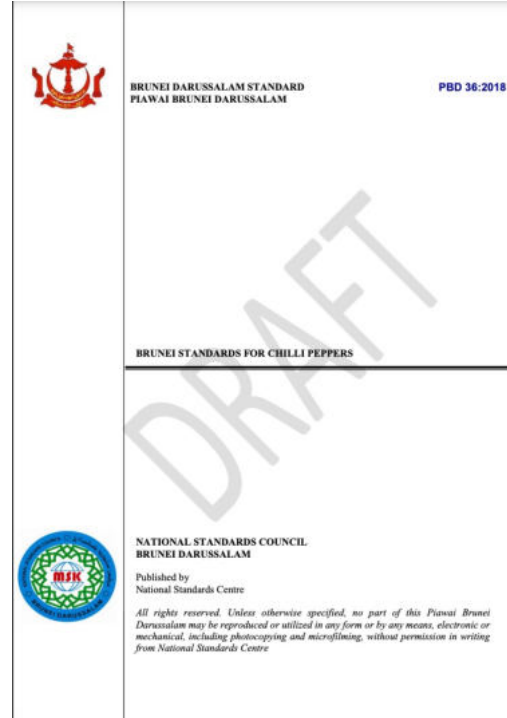 BRUNEI DARUSSALAM STANDARD
PIAWAI BRUNEI DARUSSALAM
PBD 36:2018
DRAFT
BRUNEI STANDARDS FOR CHILLI PEPPERS
MSK
BRUNEI DARUSSALAM
NATIONAL STANDARDS COUNCIL
BRUNEI DARUSSALAM
Published by
National Standards Centre
All rights reserved. Unless otherwise specified, no part of this Piawai Brunei
Darussalam may be reproduced or utilized in any form or by any means, electronic or
mechanical, including photocopying and microfilming, without permission in writing
from National Standards Centre